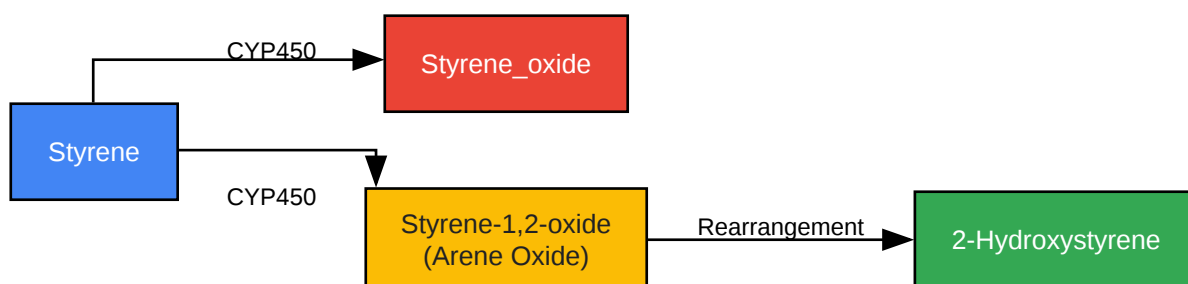 CYP450
Styrene_oxide
Styrene
CYP450
Styrene-1,2-oxide
(Arene Oxide)
Rearrangement
2-Hydroxystyrene